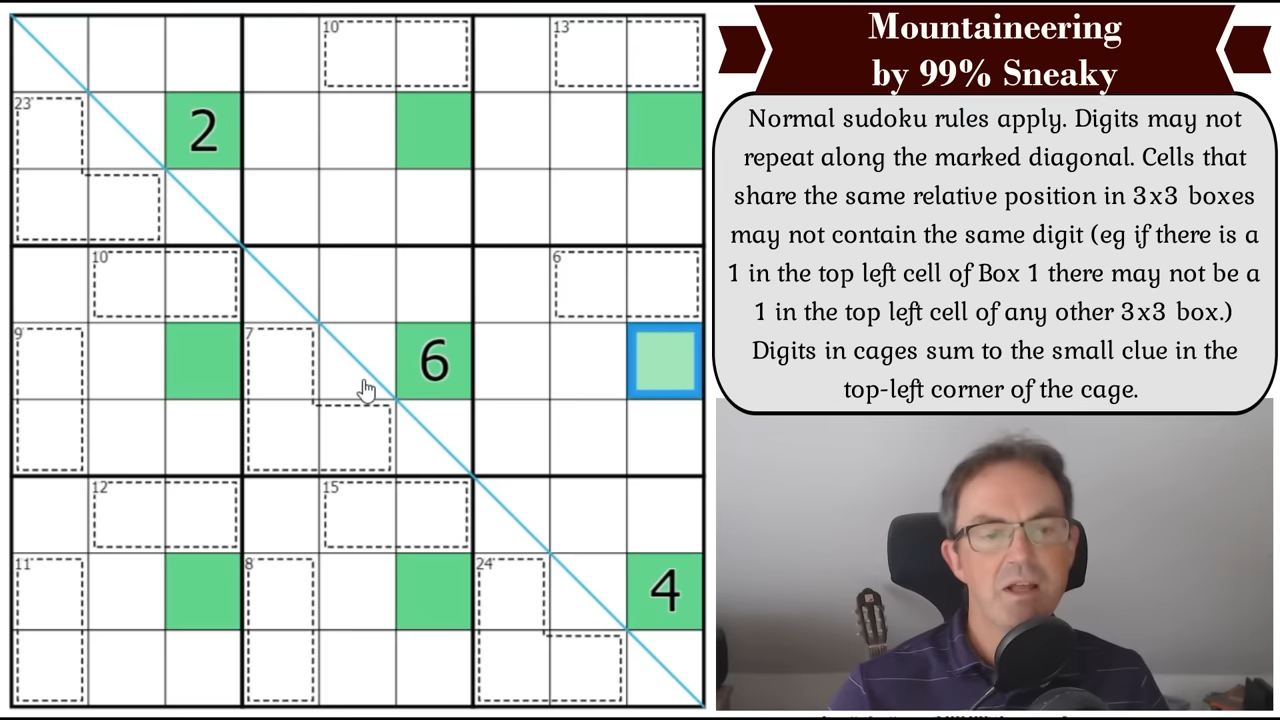 Mountaineering
by 99% Sneaky
Normal sudoku rules apply. Digits may not
repeat along the marked diagonal. Cells that
share the same relative position in 3x3 boxes
may not contain the same digit (eg if there is a
1 in the top left cell of Box 1 there may not be a
1 in the top left cell of any other 3x3 box.)
Digits in cages sum to the small clue in the
top-left corner of the cage.
10 13
23 2
10 6
9 7 6
12 15
11 8 24 4